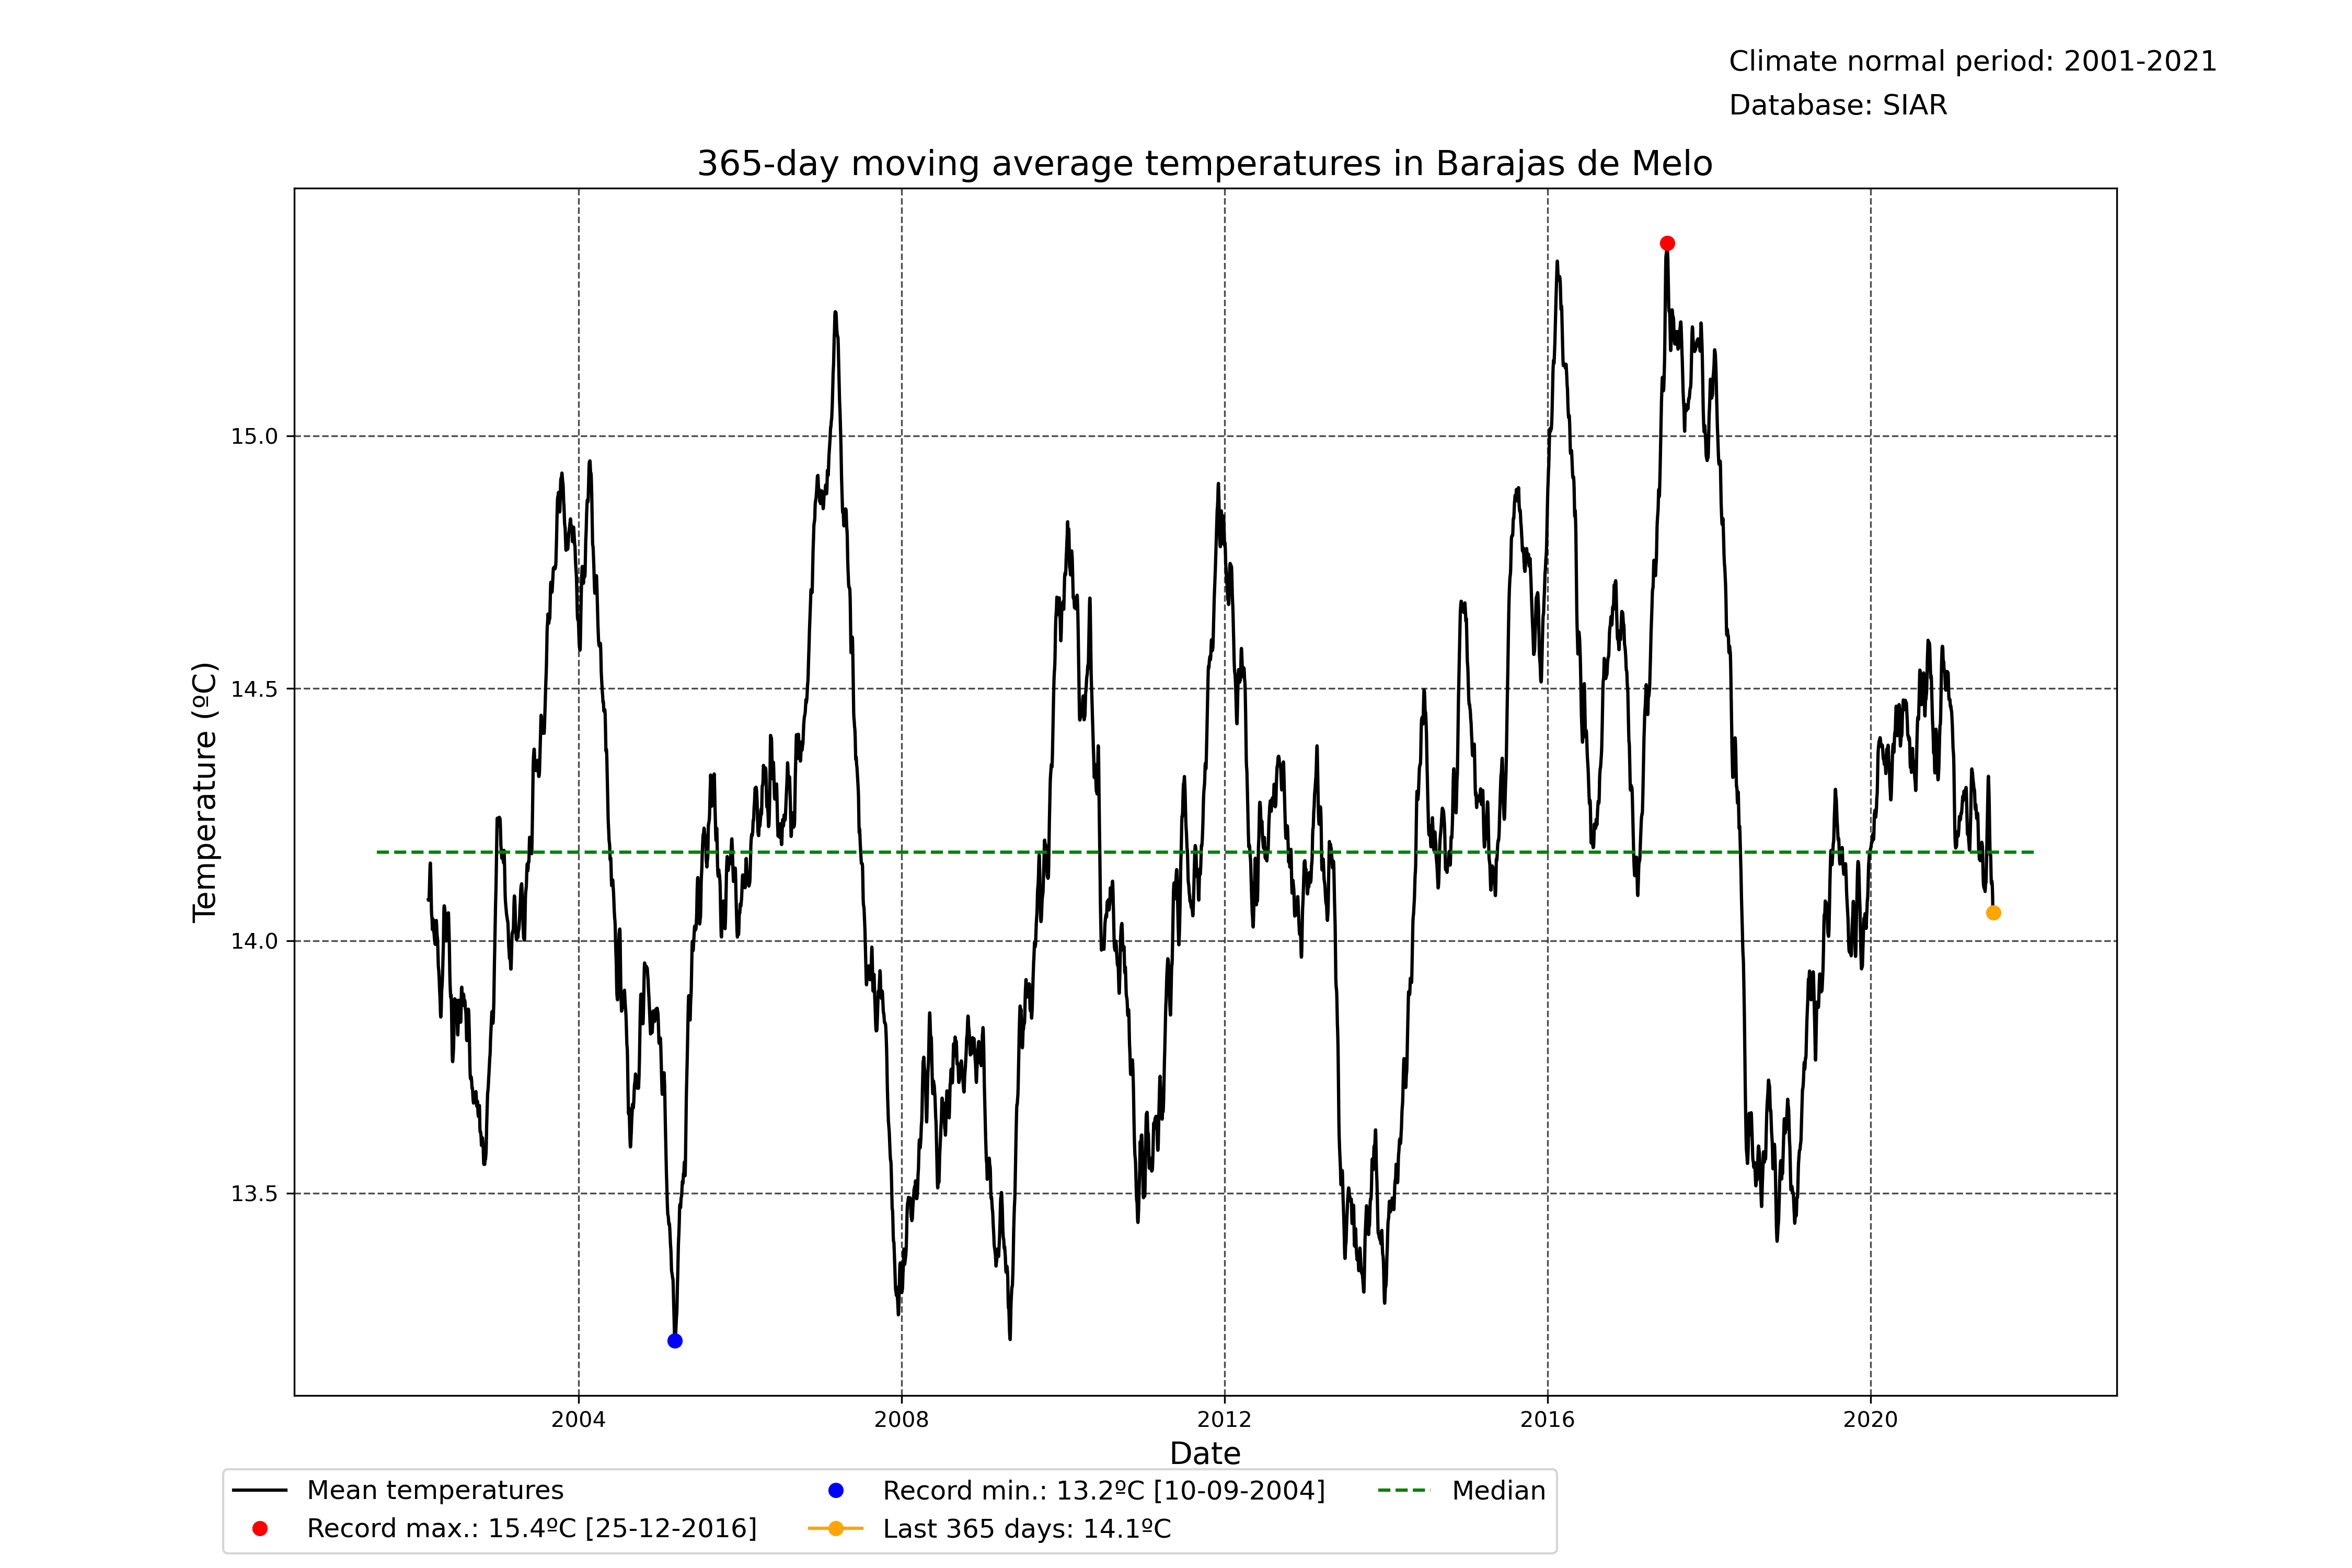 Climate normal period: 2001-2021
Database: SIAR
365-day moving average temperatures in Barajas de Melo
Temperature (ºC)
15.0
14.5
14.0
13.5
2004 2008 2012 2016 2020
Date
Mean temperatures
Record max.: 15.4ºC [25-12-2016]
Record min.: 13.2ºC [10-09-2004]
Last 365 days: 14.1ºC
Median